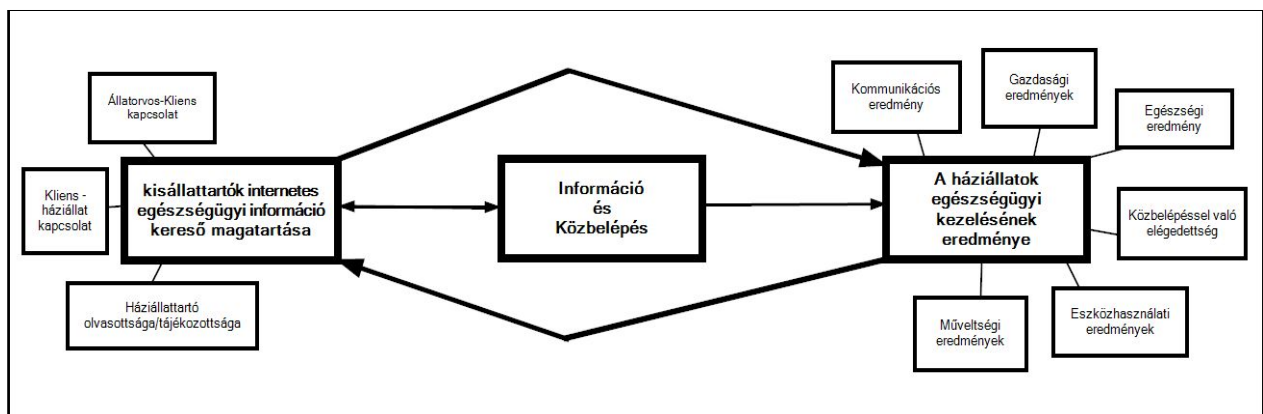 Állatorvos-Kliens
kapcsolat
Kliens -
háziállat
kapcsolat
kisállattartók internetes
egészségügyi információ
kereső magatartása
Háziállattartó
olvasottsága/tájékozottsága
Információ
és
Közbelépés
Kommunikációs
eredmény
Gazdasági
eredmények
Egészségi
eredmény
A háziállatok
egészségügyi
kezelésének
eredménye
Közbelépéssel való
elégedettség
Műveltségi
eredmények
Eszközhasználati
eredmények